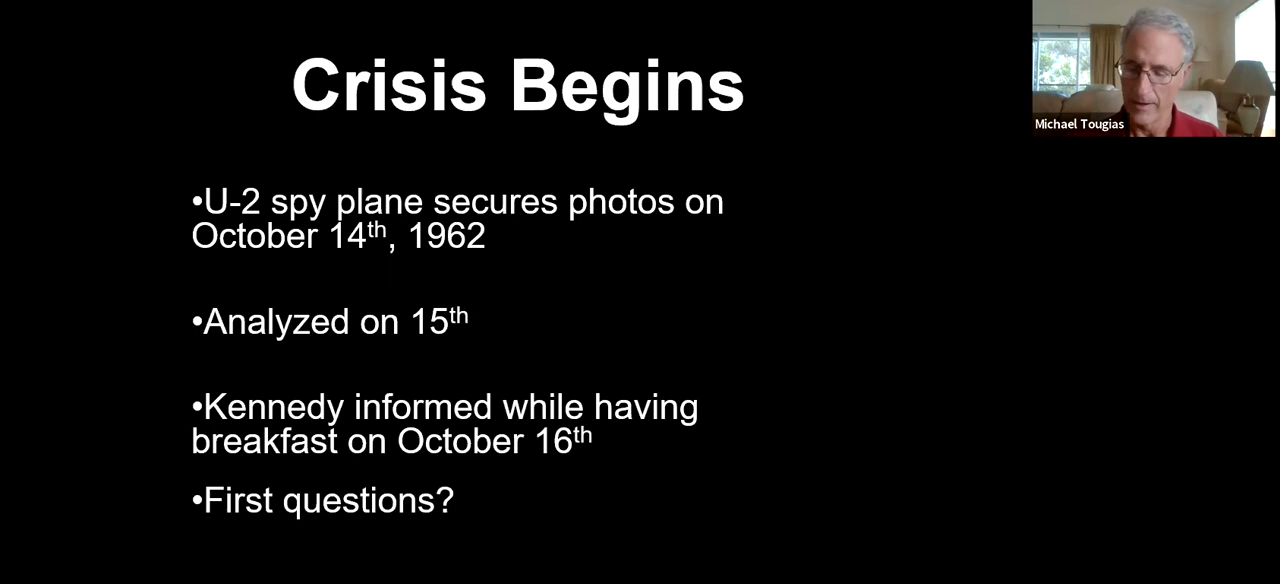 Crisis Begins
Michael Tougias
•U-2 spy plane secures photos on
October 14th, 1962
•Analyzed on 15th
•Kennedy informed while having
breakfast on October 16th
•First questions?